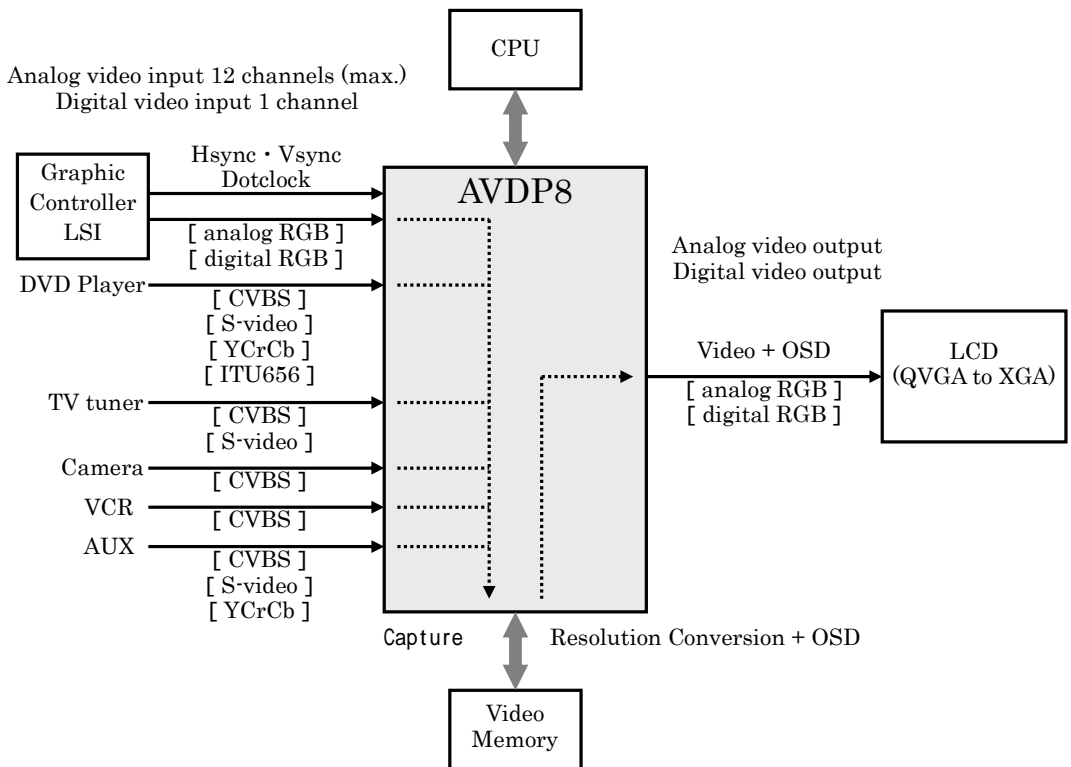 CPU
Analog video input 12 channels (max.)
Digital video input 1 channel
Graphic
Controller
LSI
Hsync・Vsync
Dotclock
[ analog RGB ]
[ digital RGB ]
AVDP8
DVD Player
[ CVBS ]
[ S-video ]
[ YCrCb ]
[ ITU656 ]
TV tuner
[ CVBS ]
[ S-video ]
Camera
[ CVBS ]
VCR
[ CVBS ]
AUX
[ CVBS ]
[ S-video ]
[ YCrCb ]
Analog video output
Digital video output
Video + OSD
[ analog RGB ]
[ digital RGB ]
LCD
(QVGA to XGA)
Capture
Resolution Conversion + OSD
Video
Memory